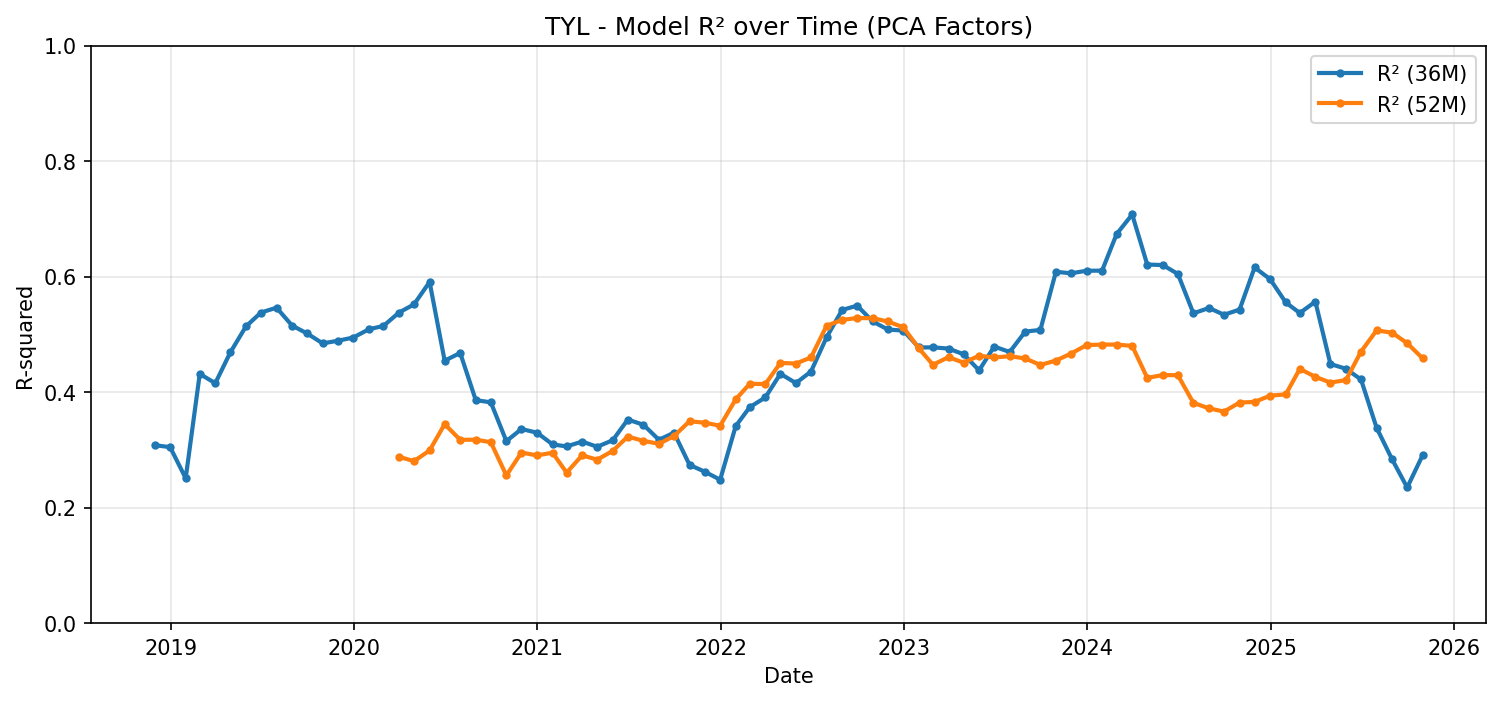 TYL - Model R² over Time (PCA Factors)
1.0
0.8
0.6
0.4
0.2
0.0
R-squared
R² (36M)
R² (52M)
2019 2020 2021 2022 2023 2024 2025 2026
Date